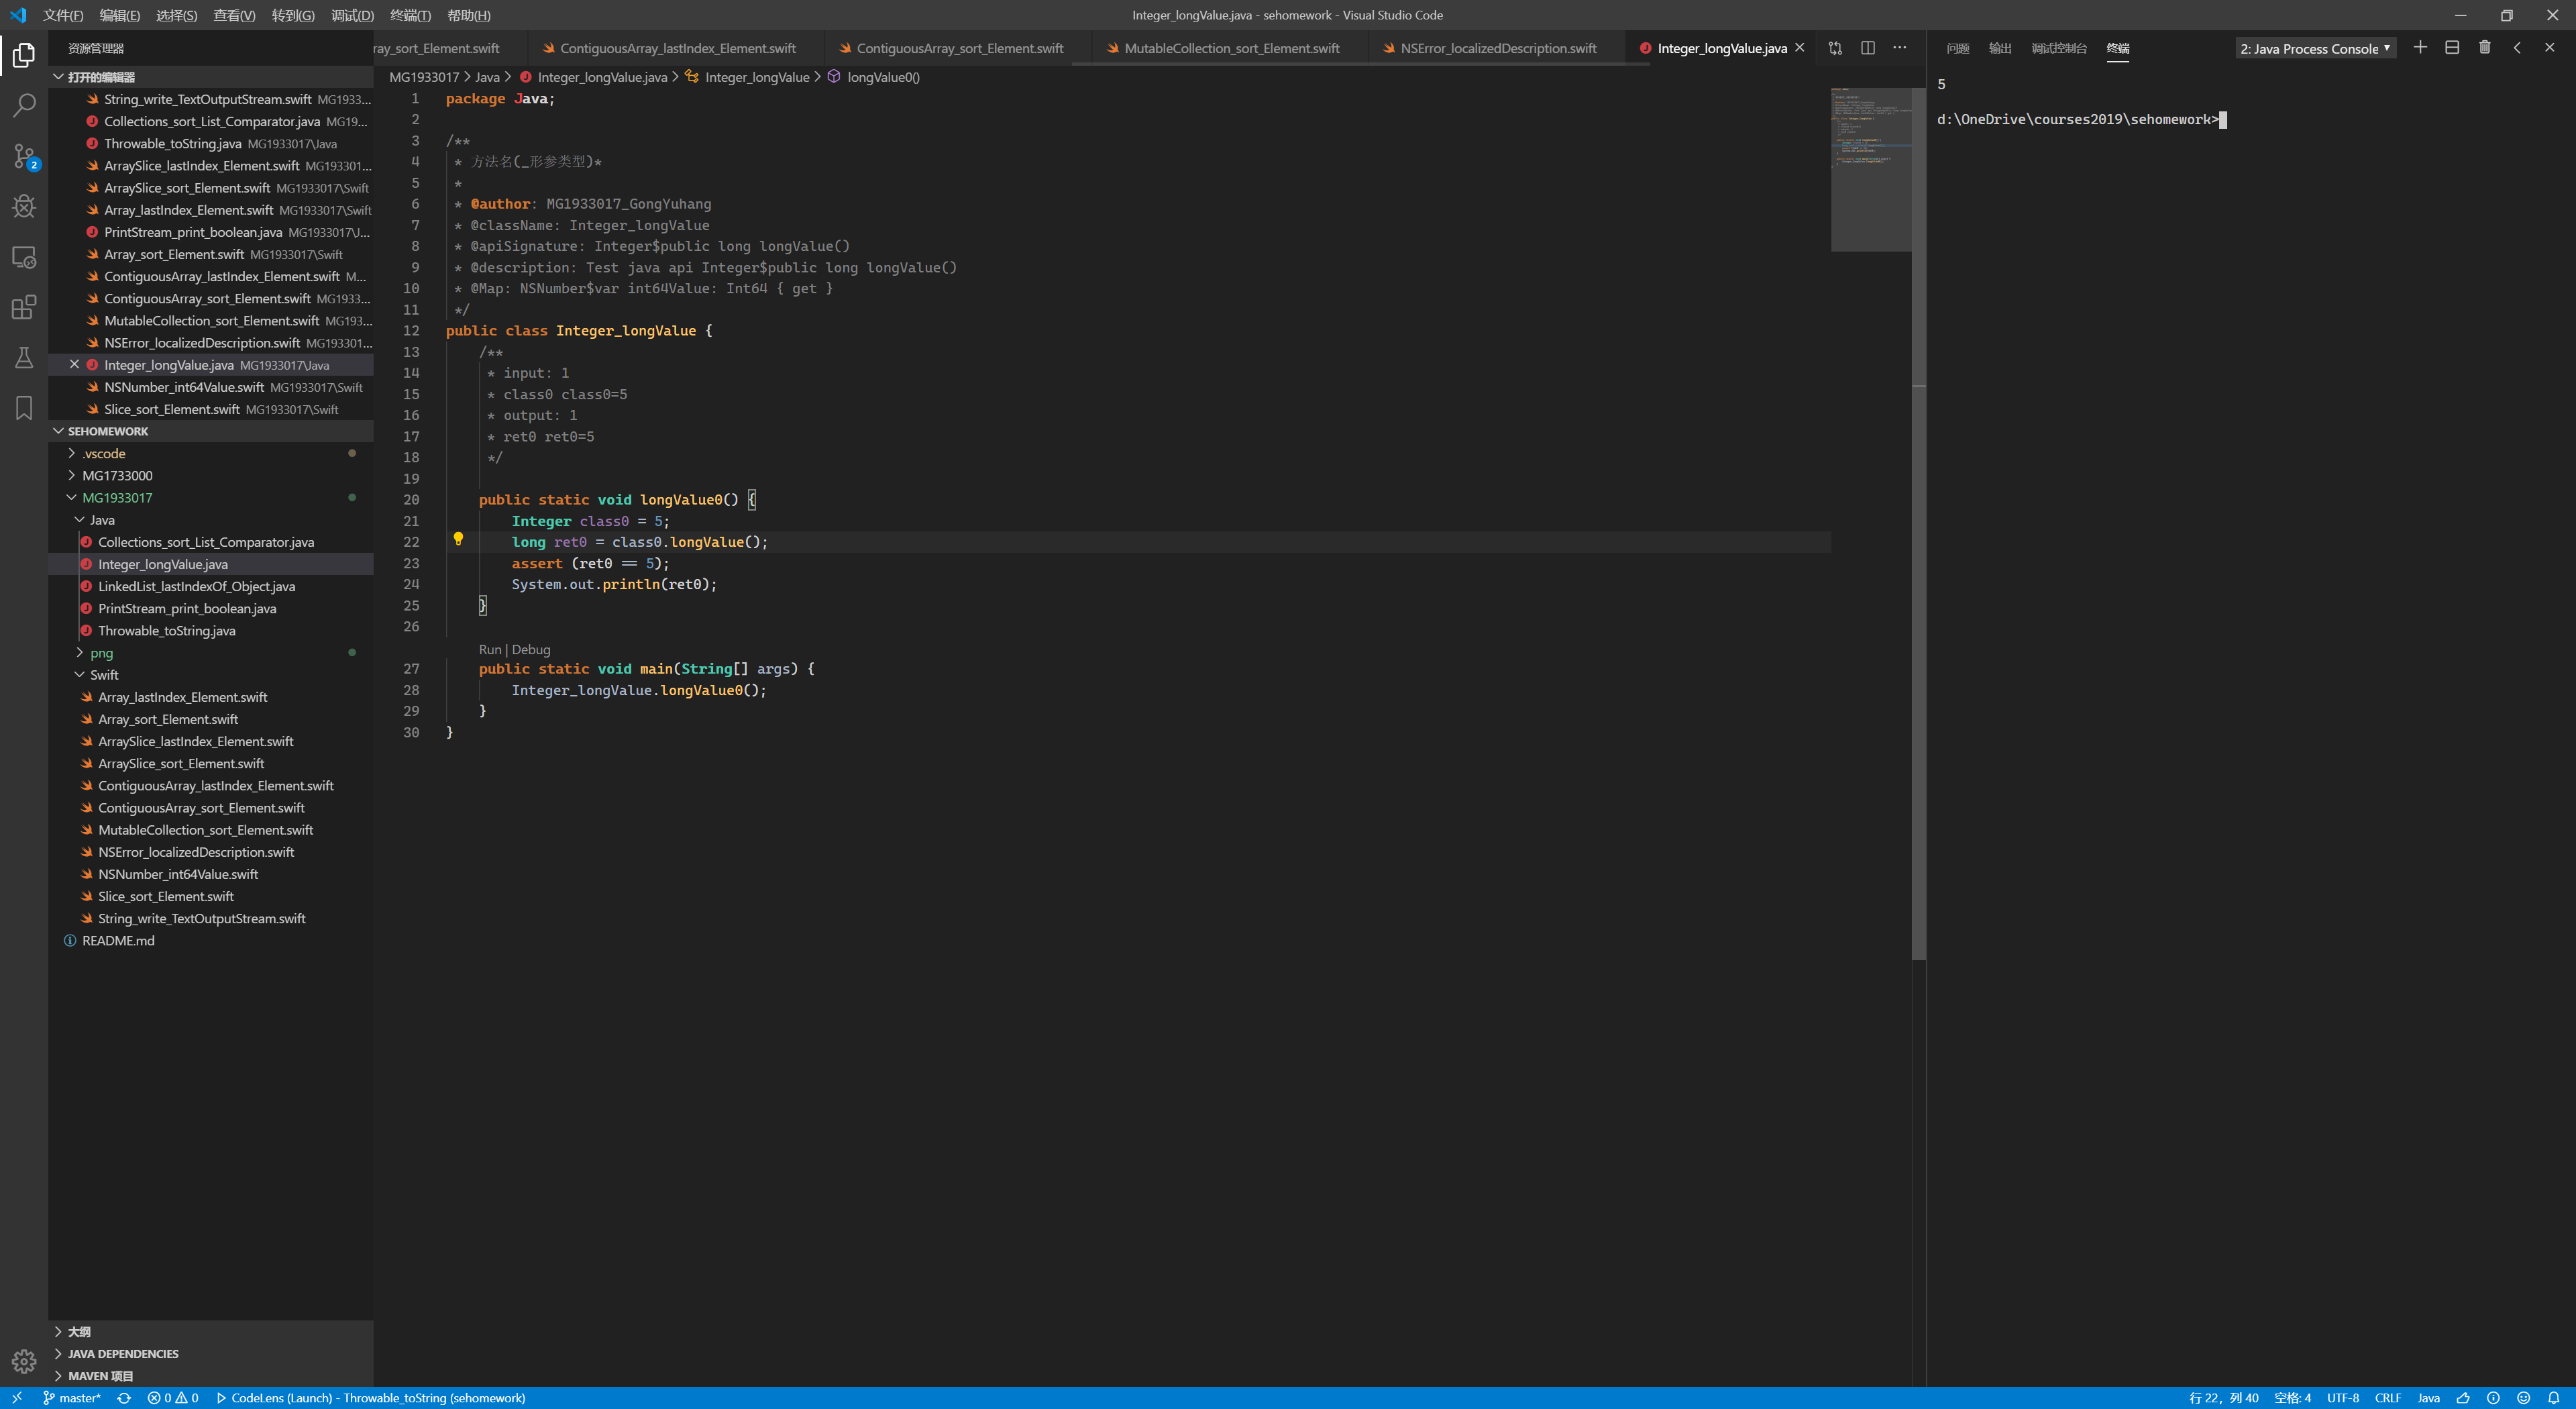 文件(F) 编辑(E) 选择(S) 查看(V) 转到(G) 调试(D) 终端(T) 帮助(H)
Integer_longValue.java - sehomework - Visual Studio Code
资源管理器
ray_sort_Element.swift ContiguousArray_lastIndex_Element.swift ContiguousArray_sort_Element.swift MutableCollection_sort_Element.swift NSError_localizedDescription.swift Integer_longValue.java
打开的编辑器
String_write_TextOutputStream.swift MG1933...
Collections_sort_List_Comparator.java MG19...
Throwable_toString.java MG1933017\Java
ArraySlice_lastIndex_Element.swift MG193301...
ArraySlice_sort_Element.swift MG1933017\Swift
Array_lastIndex_Element.swift MG1933017\Swift
PrintStream_print_boolean.java MG1933017\J...
Array_sort_Element.swift MG1933017\Swift
ContiguousArray_lastIndex_Element.swift M...
ContiguousArray_sort_Element.swift MG1933...
MutableCollection_sort_Element.swift MG193...
NSError_localizedDescription.swift MG193301...
Integer_longValue.java MG1933017\Java
NSNumber_int64Value.swift MG1933017\Swift
Slice_sort_Element.swift MG1933017\Swift
SEHOMEWORK
.vscode
MG1733000
MG1933017
Java
Collections_sort_List_Comparator.java
Integer_longValue.java
LinkedList_lastIndexOf_Object.java
PrintStream_print_boolean.java
Throwable_toString.java
png
Swift
Array_lastIndex_Element.swift
Array_sort_Element.swift
ArraySlice_lastIndex_Element.swift
ArraySlice_sort_Element.swift
ContiguousArray_lastIndex_Element.swift
ContiguousArray_sort_Element.swift
MutableCollection_sort_Element.swift
NSError_localizedDescription.swift
NSNumber_int64Value.swift
Slice_sort_Element.swift
String_write_TextOutputStream.swift
README.md
大纲
JAVA DEPENDENCIES
MAVEN 项目
2
MG1933017 > Java > Integer_longValue.java > Integer_longValue > longValue0()
1 package Java;
2
3 /**
4 * 方法名(_形参类型)*
5 *
6 * @author: MG1933017_GongYuhang
7 * @className: Integer_longValue
8 * @apiSignature: Integer$public long longValue()
9 * @description: Test java api Integer$public long longValue()
10 * @Map: NSNumber$var int64Value: Int64 { get }
11 */
12 public class Integer_longValue {
13 /**
14 * input: 1
15 * class0 class0=5
16 * output: 1
17 * ret0 ret0=5
18 */
19
20 public static void longValue0() {
21 Integer class0 = 5;
22 long ret0 = class0.longValue();
23 assert (ret0 == 5);
24 System.out.println(ret0);
25 }
26
Run | Debug
27 public static void main(String[] args) {
28 Integer_longValue.longValue0();
29 }
30 }
问题 输出 调试控制台 终端 2: Java Process Console
5
d:\OneDrive\courses2019\sehomework>
master* 0 0 CodeLens (Launch) - Throwable_toString (sehomework)
行 22，列 40 空格: 4 UTF-8 CRLF Java